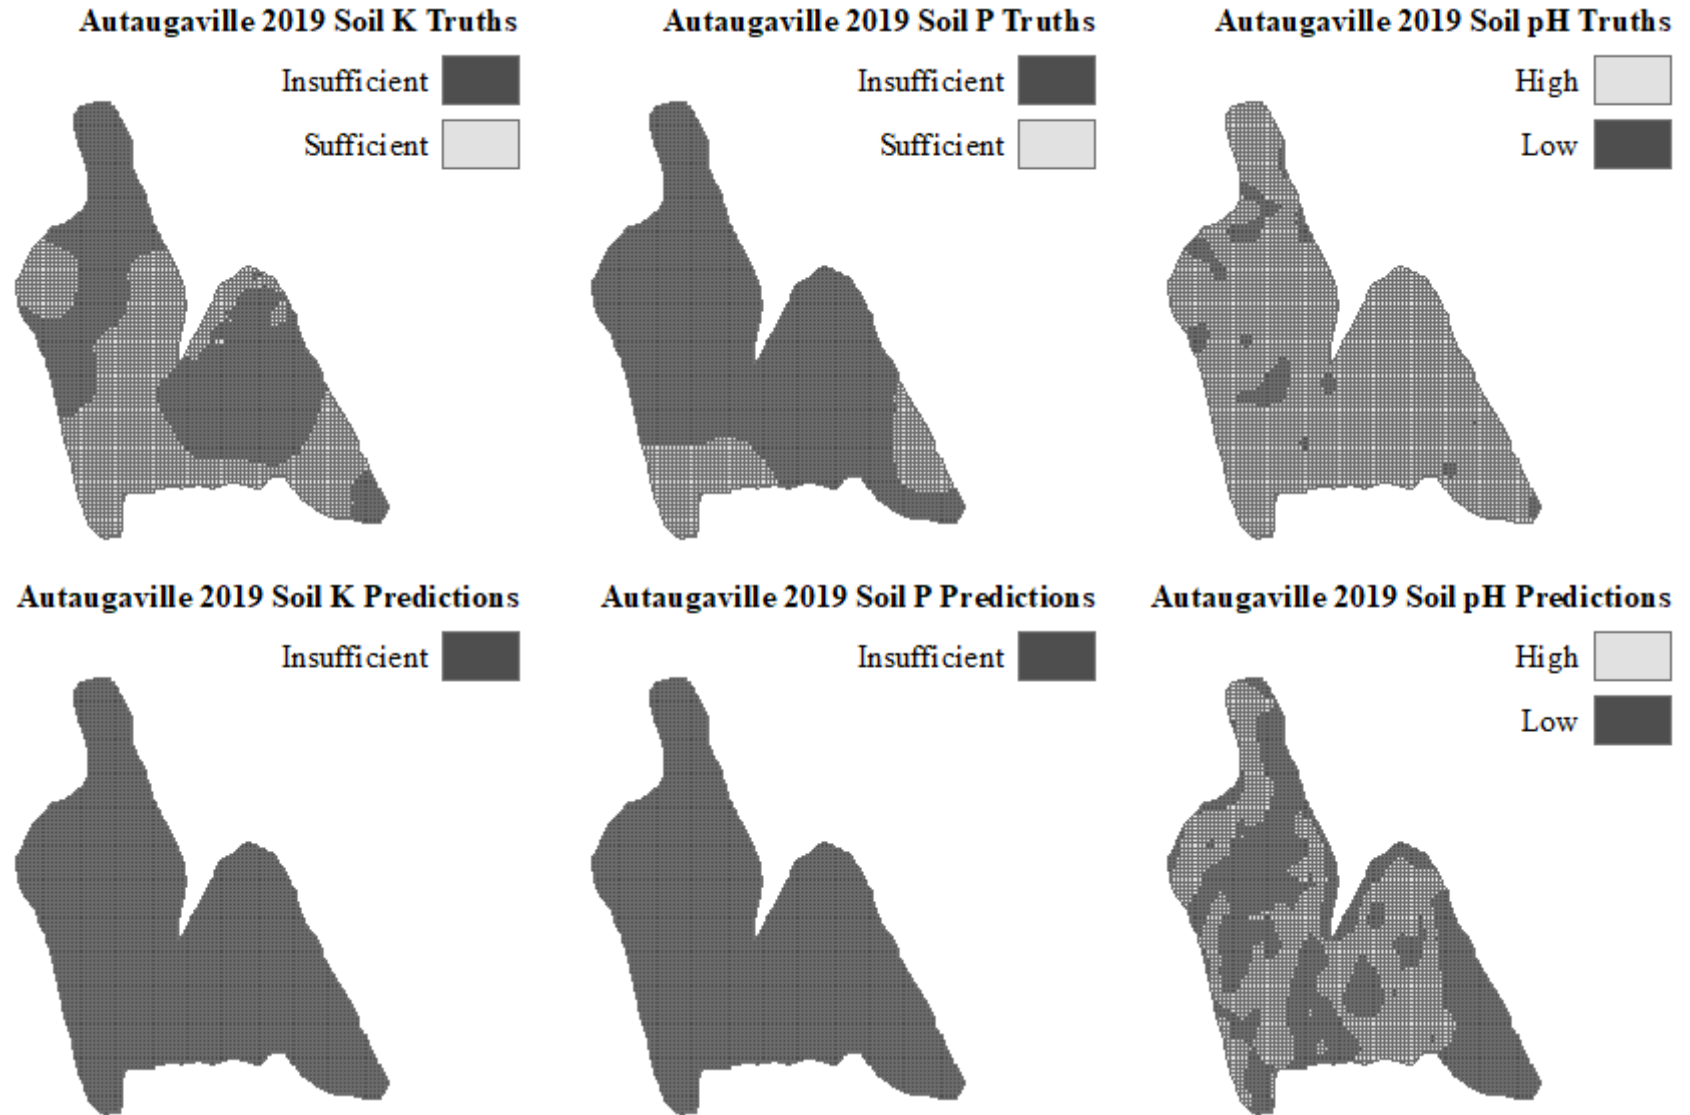 Autaugaville 2019 Soil K Truths
Insufficient
Sufficient
Autaugaville 2019 Soil P Truths
Insufficient
Sufficient
Autaugaville 2019 Soil pH Truths
High
Low
Autaugaville 2019 Soil K Predictions
Insufficient
Autaugaville 2019 Soil P Predictions
Insufficient
Autaugaville 2019 Soil pH Predictions
High
Low